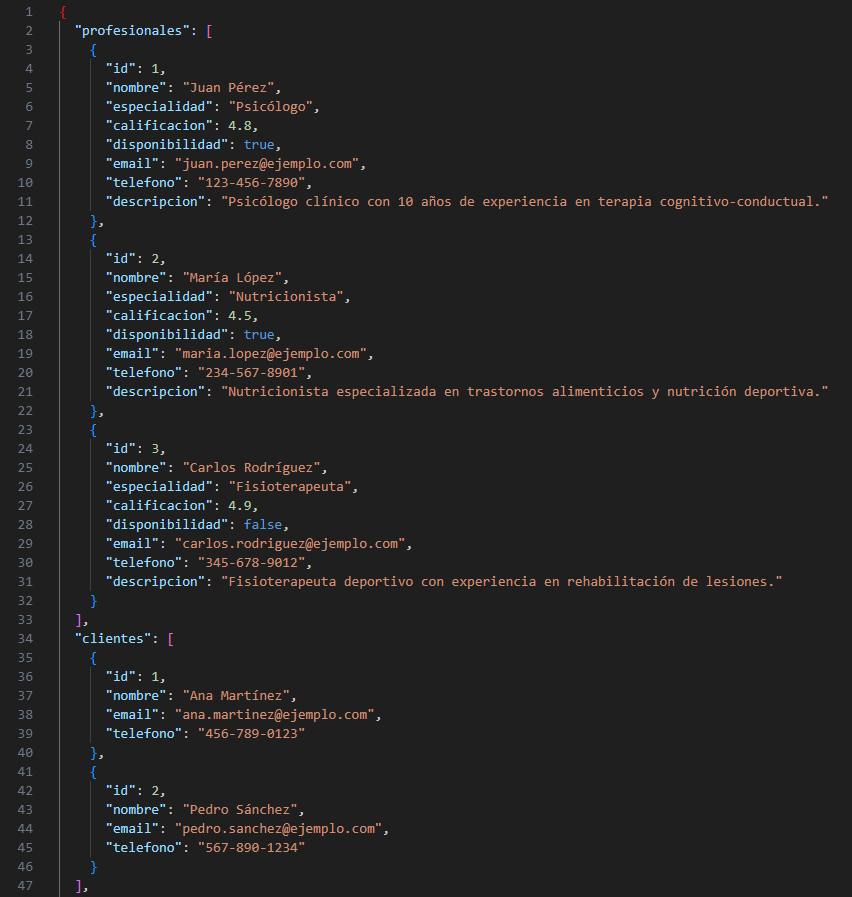 1 {
2 "profesionales": [
3 {
4 "id": 1,
5 "nombre": "Juan Pérez",
6 "especialidad": "Psicólogo",
7 "calificacion": 4.8,
8 "disponibilidad": true,
9 "email": "juan.perez@ejemplo.com",
10 "telefono": "123-456-7890",
11 "descripcion": "Psicólogo clínico con 10 años de experiencia en terapia cognitivo-conductual."
12 },
13 {
14 "id": 2,
15 "nombre": "María López",
16 "especialidad": "Nutricionista",
17 "calificacion": 4.5,
18 "disponibilidad": true,
19 "email": "maria.lopez@ejemplo.com",
20 "telefono": "234-567-8901",
21 "descripcion": "Nutricionista especializada en trastornos alimenticios y nutrición deportiva."
22 },
23 {
24 "id": 3,
25 "nombre": "Carlos Rodríguez",
26 "especialidad": "Fisioterapeuta",
27 "calificacion": 4.9,
28 "disponibilidad": false,
29 "email": "carlos.rodriguez@ejemplo.com",
30 "telefono": "345-678-9012",
31 "descripcion": "Fisioterapeuta deportivo con experiencia en rehabilitación de lesiones."
32 }
33 ],
34 "clientes": [
35 {
36 "id": 1,
37 "nombre": "Ana Martínez",
38 "email": "ana.martinez@ejemplo.com",
39 "telefono": "456-789-0123"
40 },
41 {
42 "id": 2,
43 "nombre": "Pedro Sánchez",
44 "email": "pedro.sanchez@ejemplo.com",
45 "telefono": "567-890-1234"
46 }
47 ],